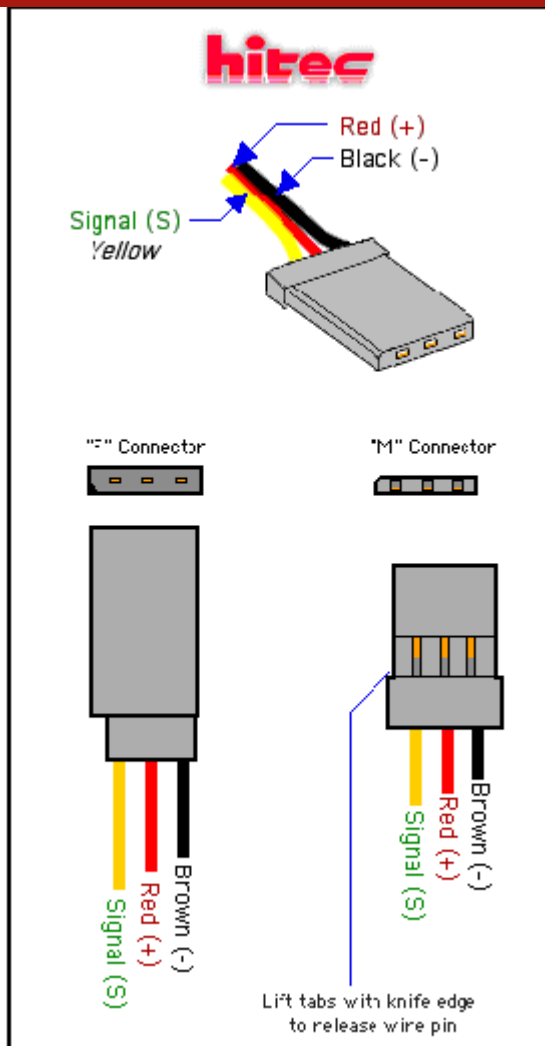 hitec
Red (+)
Black (-)
Signal (S)
Yellow
"F" Connector
"M" Connector
Signal (S)
Red (+)
Brown (-)
Signal (S)
Red (+)
Brown (-)
Lift tabs with knife edge
to release wire pin